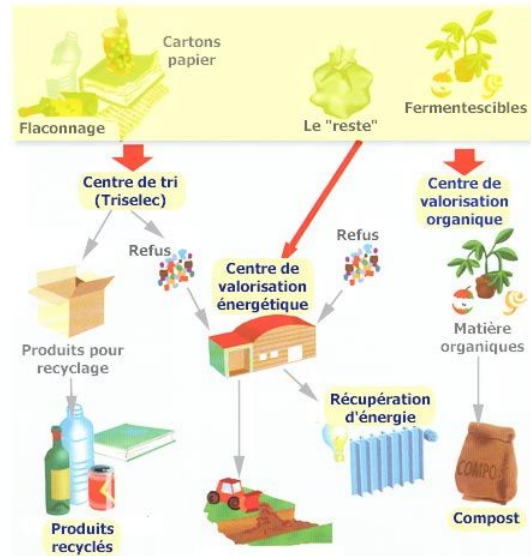 Cartons
papier
Flaconnage
Le "reste"
Fermentescibles
Centre de tri
(Triselec)
Centre de
valorisation
organique
Refus
Centre de
valorisation
énergétique
Refus
Produits pour
recyclage
Matière
organiques
Récupération
d'énergie
COMPOS
Produits
recyclés
Compost